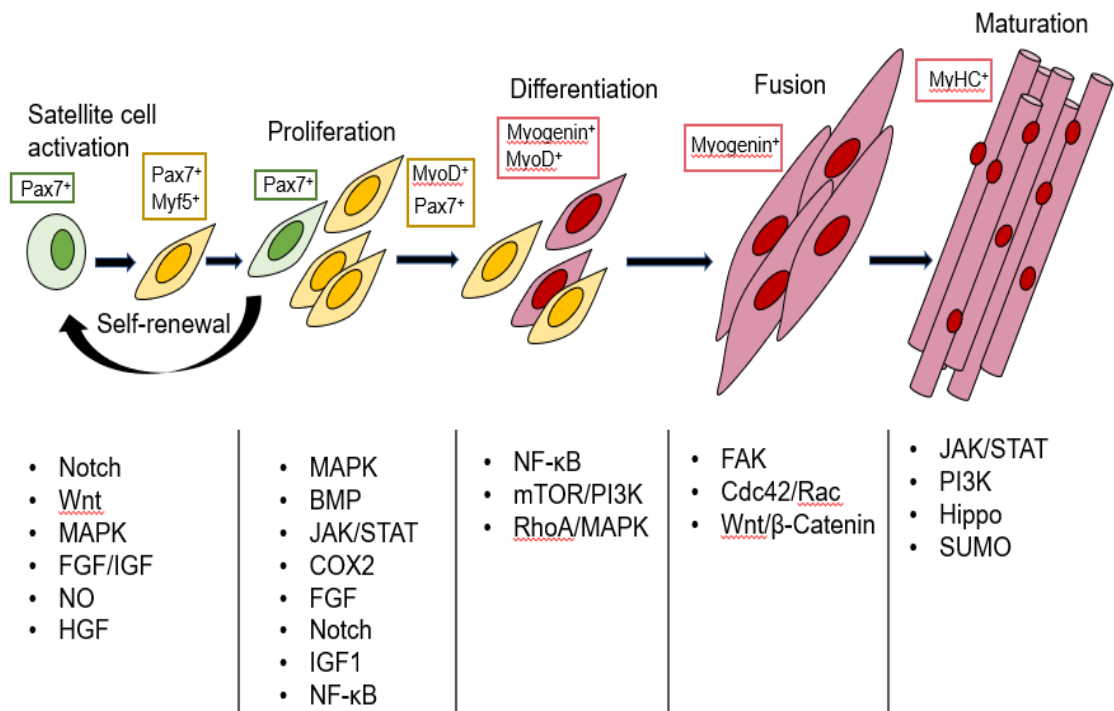 Satellite cell
activation
Pax7⁺
Pax7⁺
Myf5⁺
Self-renewal
Proliferation
Pax7⁺
MyoD⁺
Pax7⁺
Differentiation
Myogenin⁺
MyoD⁺
Fusion
Myogenin⁺
Maturation
MyHC⁺
• Notch
• Wnt
• MAPK
• FGF/IGF
• NO
• HGF
• MAPK
• BMP
• JAK/STAT
• COX2
• FGF
• Notch
• IGF1
• NF-κB
• NF-κB
• mTOR/PI3K
• RhoA/MAPK
• FAK
• Cdc42/Rac
• Wnt/β-Catenin
• JAK/STAT
• PI3K
• Hippo
• SUMO